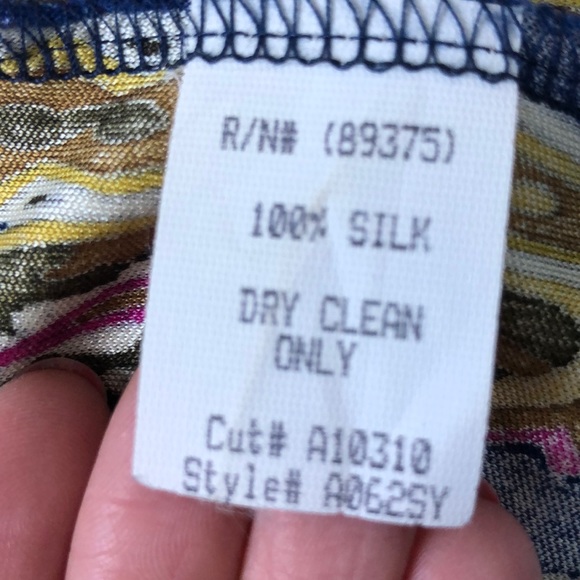 R/N# (89375)
100% SILK
DRY CLEAN
ONLY
Cut# A10310
Style# A062SY